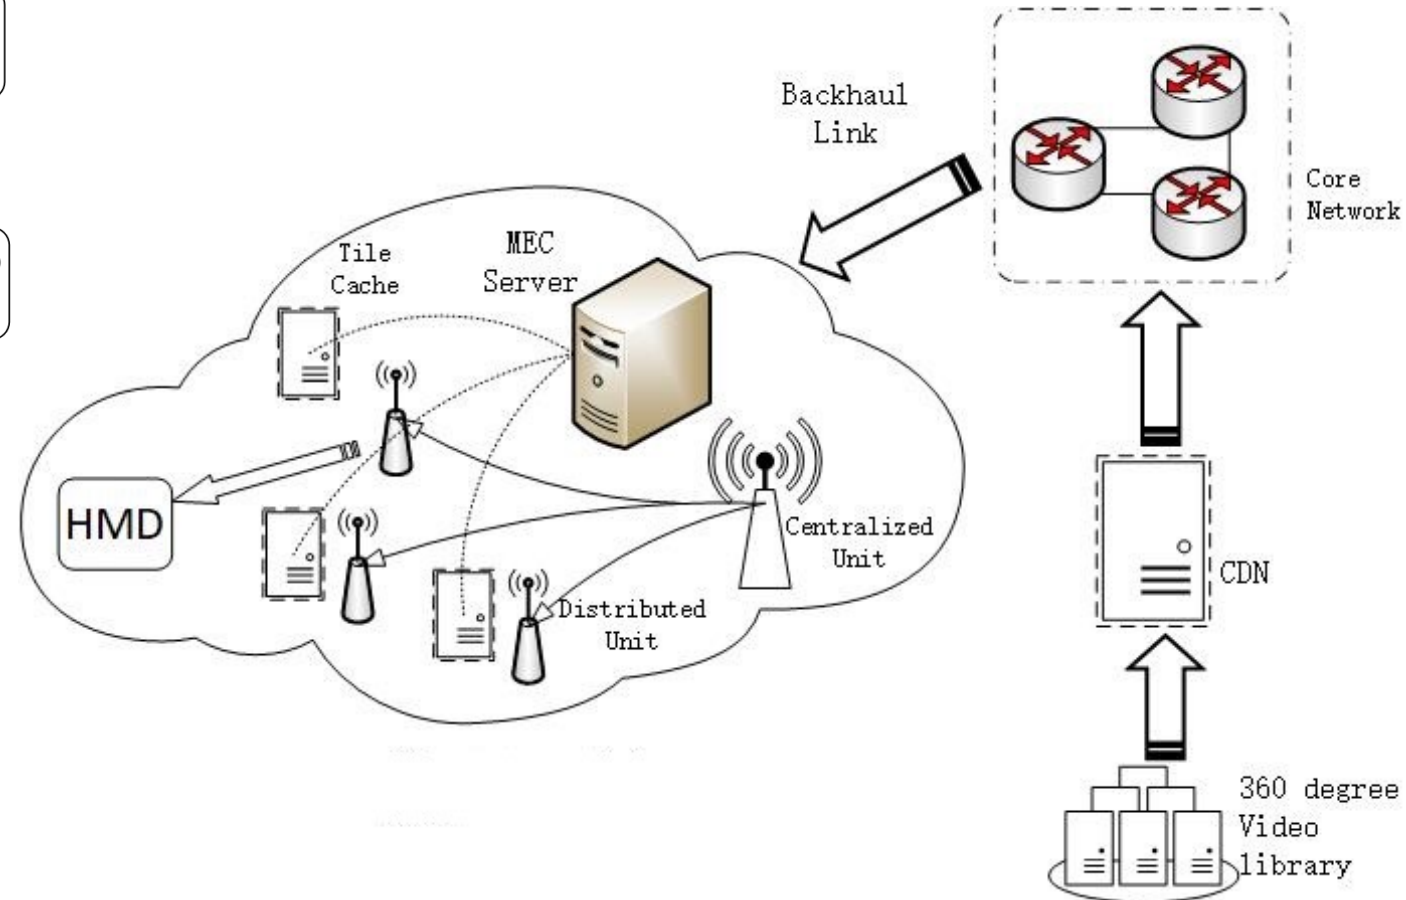 Backhaul
Link
Core
Network
Tile
Cache
MEC
Server
HMD
Centralized
Unit
Distributed
Unit
CDN
360 degree
Video
library